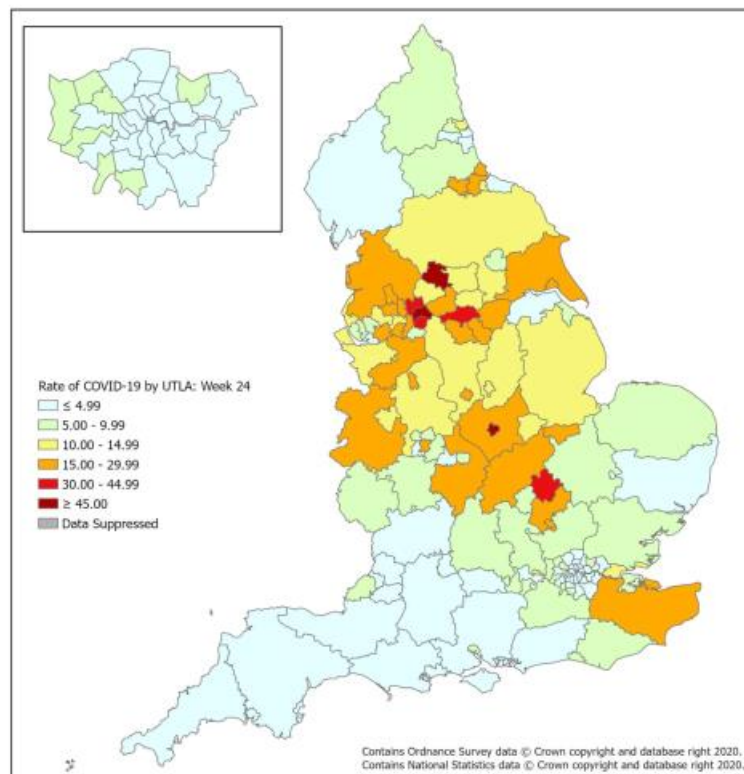 Rate of COVID-19 by UTLA: Week 24
≤ 4.99
5.00 - 9.99
10.00 - 14.99
15.00 - 29.99
30.00 - 44.99
≥ 45.00
Data Suppressed
Contains Ordnance Survey data © Crown copyright and database right 2020.
Contains National Statistics data © Crown copyright and database right 2020.